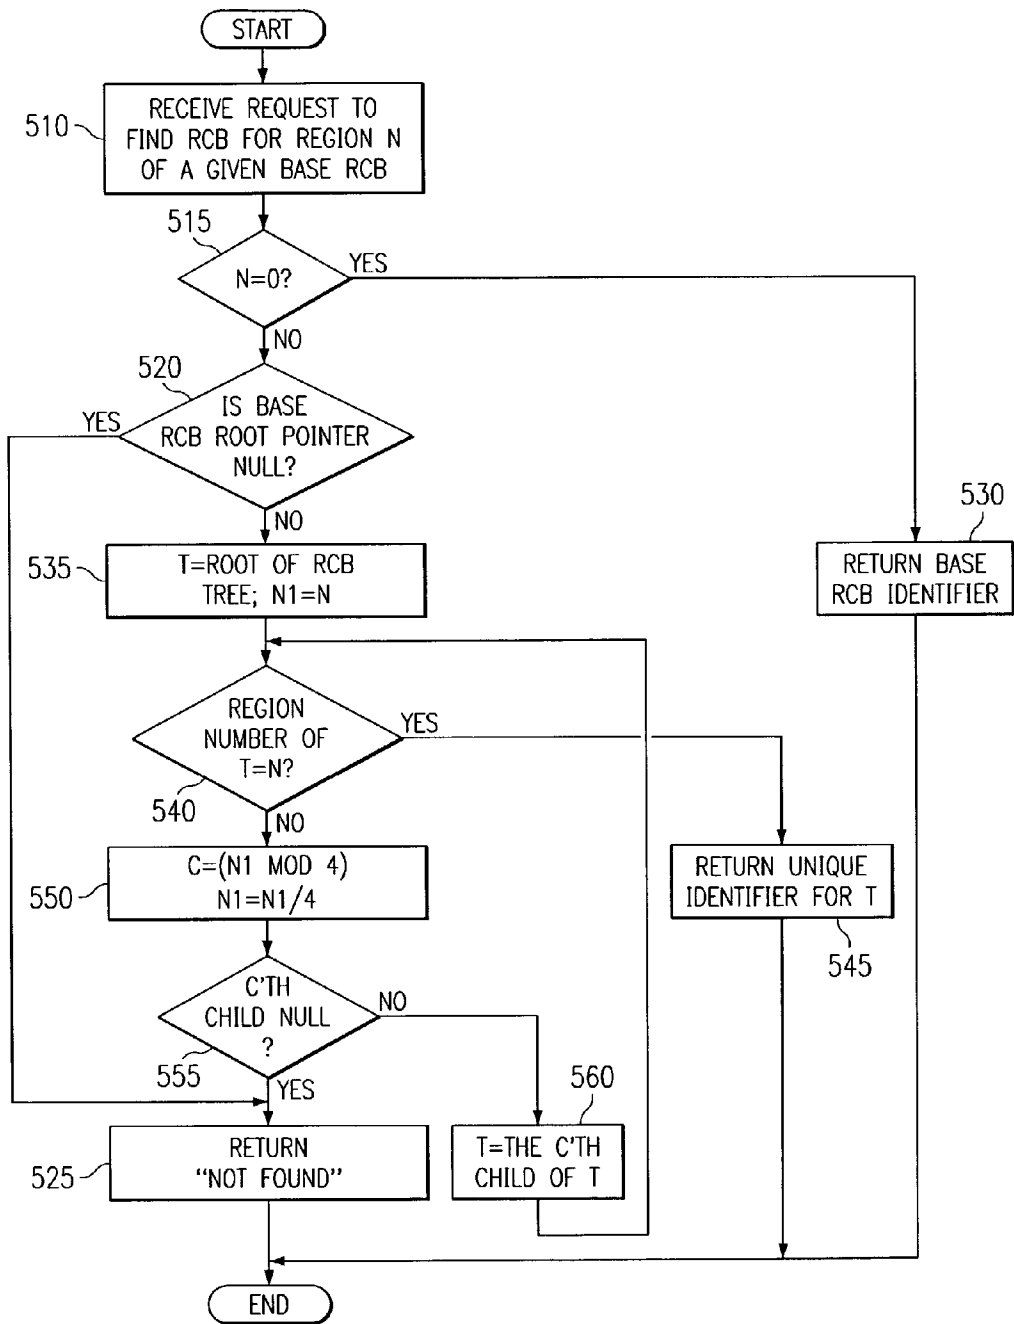 START
RECEIVE REQUEST TO
FIND RCB FOR REGION N
OF A GIVEN BASE RCB
510
515
N=0?
YES
NO
520
IS BASE
RCB ROOT POINTER
NULL?
YES
NO
530
RETURN BASE
RCB IDENTIFIER
535
T=ROOT OF RCB
TREE; N1=N
REGION
NUMBER OF
T=N?
YES
540
NO
550
C=(N1 MOD 4)
N1=N1/4
RETURN UNIQUE
IDENTIFIER FOR T
545
C'TH
CHILD NULL
?
NO
555
YES
560
T=THE C'TH
CHILD OF T
525
RETURN
“NOT FOUND”
END